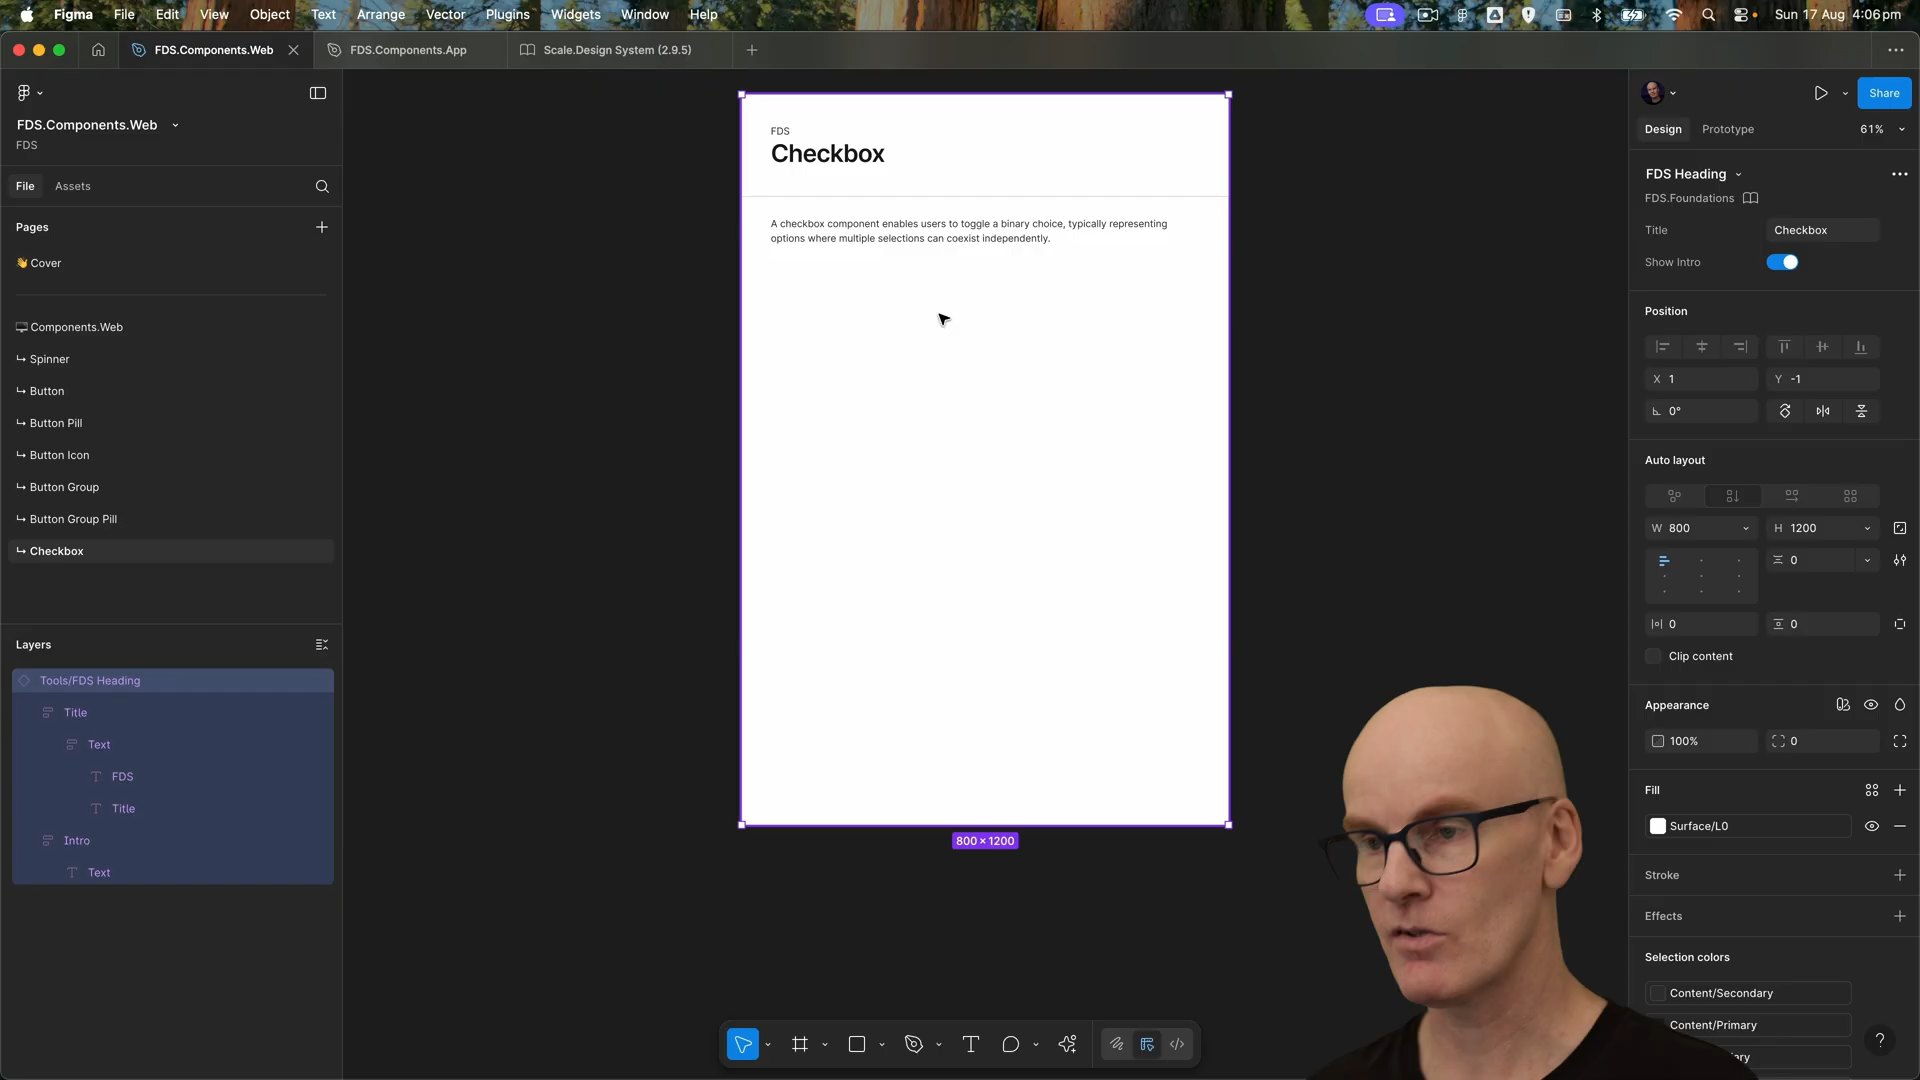 Figma File Edit View Object Text Arrange Vector Plugins Widgets Window Help Sun 17 Aug 4:06 pm
FDS.Components.Web FDS.Components.App Scale.Design System (2.9.5)
FDS.Components.Web
FDS
File Assets
Pages
👋 Cover
Components.Web
↳ Spinner
↳ Button
↳ Button Pill
↳ Button Icon
↳ Button Group
↳ Button Group Pill
↳ Checkbox
Layers
Tools/FDS Heading
Title
Text
FDS
Title
Intro
Text
FDS
Checkbox
A checkbox component enables users to toggle a binary choice, typically representing
options where multiple selections can coexist independently.
800 × 1200
Share
Design Prototype 61%
FDS Heading
FDS.Foundations
Title Checkbox
Show Intro
Position
X 1 Y -1
0°
Auto layout
W 800 H 1200
0
0 0
Clip content
Appearance
100% 0
Fill
Surface/L0
Stroke
Effects
Selection colors
Content/Secondary
Content/Primary
?